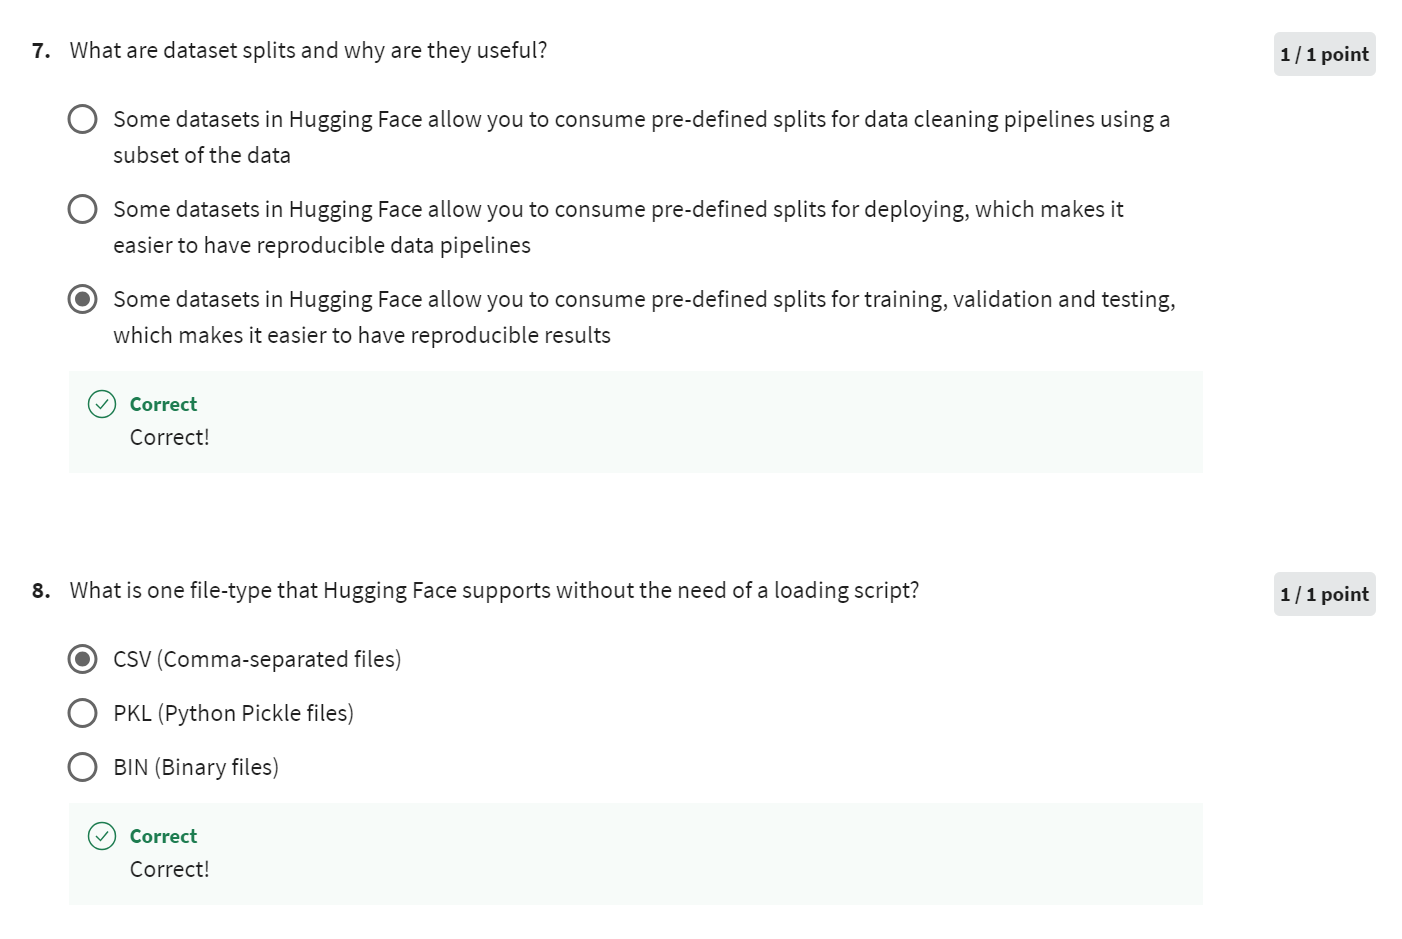 7. What are dataset splits and why are they useful?
1 / 1 point
Some datasets in Hugging Face allow you to consume pre-defined splits for data cleaning pipelines using a
subset of the data
Some datasets in Hugging Face allow you to consume pre-defined splits for deploying, which makes it
easier to have reproducible data pipelines
Some datasets in Hugging Face allow you to consume pre-defined splits for training, validation and testing,
which makes it easier to have reproducible results
Correct
Correct!
8. What is one file-type that Hugging Face supports without the need of a loading script?
1 / 1 point
CSV (Comma-separated files)
PKL (Python Pickle files)
BIN (Binary files)
Correct
Correct!